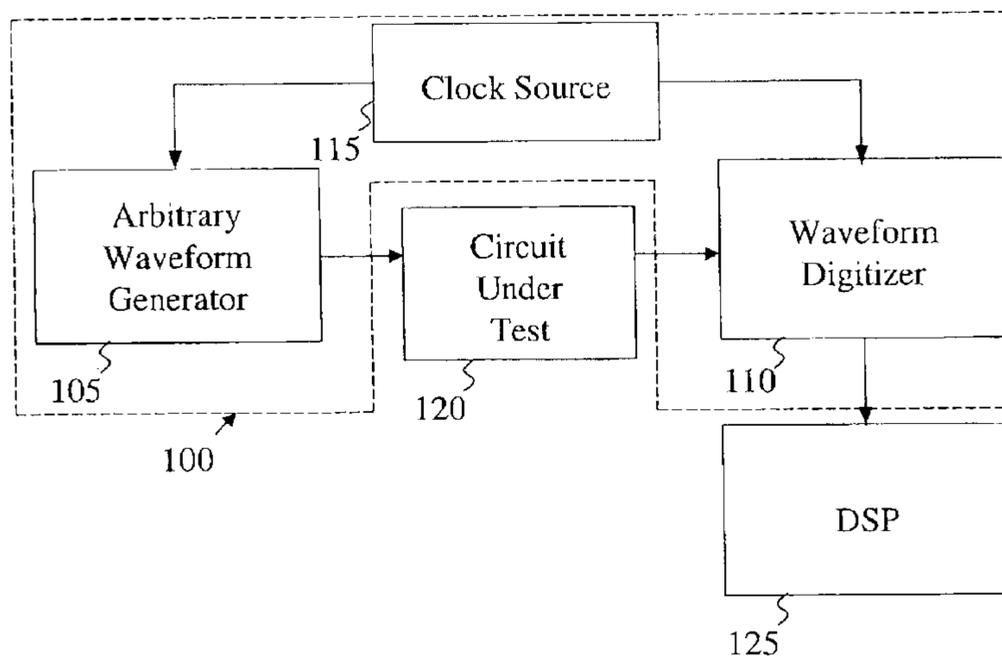 Clock Source
115
Arbitrary
Waveform
Generator
105
Circuit
Under
Test
120
Waveform
Digitizer
110
100
DSP
125